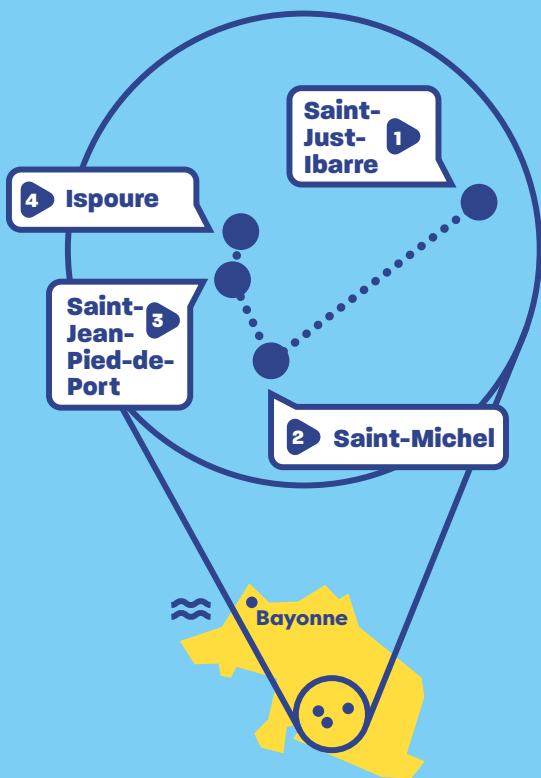 Saint-
Just-
Ibarre
1
4 Ispoure
Saint-
Jean-
Pied-de-
Port
3
2 Saint-Michel
Bayonne